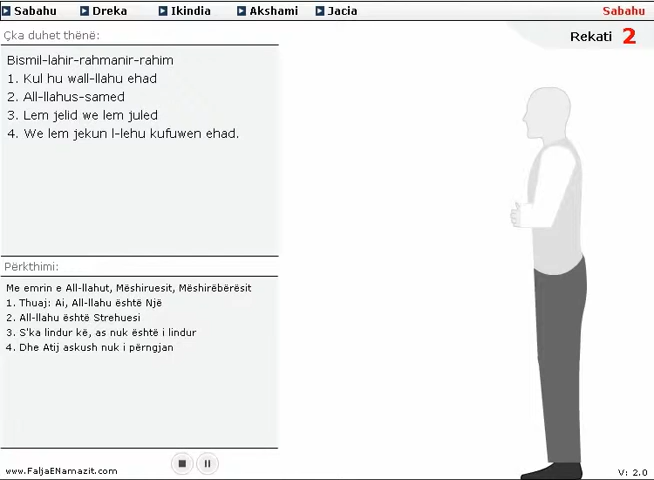 Sabahu Dreka Ikindia Akshami Jacia Sabahu
Çka duhet thënë:
Rekati 2
Bismil-lahir-rahmanir-rahim
1. Kul hu wall-llahu ehad
2. All-llahus-samed
3. Lem jelid we lem juled
4. We lem jekun l-lehu kufuwen ehad.
Përkthimi:
Me emrin e All-llahut, Mëshiruesit, Mëshirëbërësit
1. Thuaj: Ai, All-llahu është Një
2. All-llahu është Strehuesi
3. S'ka lindur kë, as nuk është i lindur
4. Dhe Atij askush nuk i përngjan
www.FaljaENamazit.com
V: 2.0